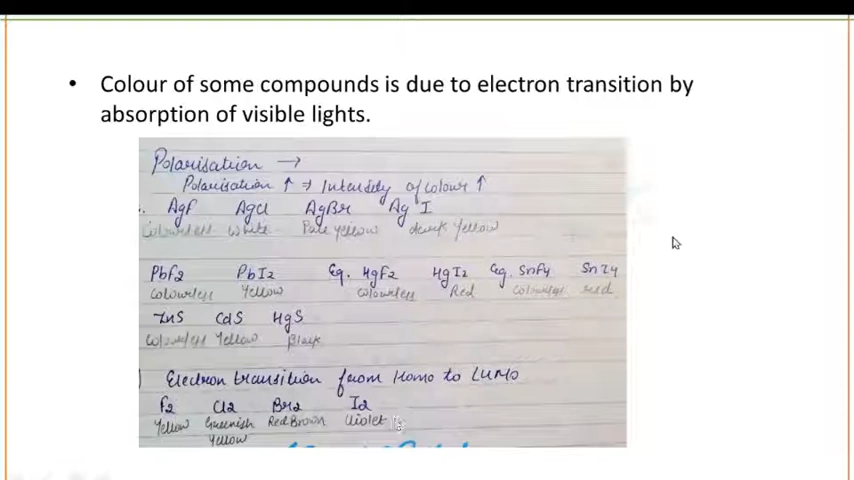 • Colour of some compounds is due to electron transition by
absorption of visible lights.
Polarisation →
Polarisation ↑ ⇒ Intensity of colour ↑
AgF AgCl AgBr AgI
Colourless White Pale yellow dark yellow
PbF2 PbI2 Eg. HgF2 HgI2 Eg. SnF4 SnI4
Colourless Yellow Colourless Red Colourless red
ZnS CdS HgS
Colourless Yellow Black
Electron transition from Homo to LUMO
F2 Cl2 Br2 I2
Yellow Greenish Red Brown Violet
Yellow